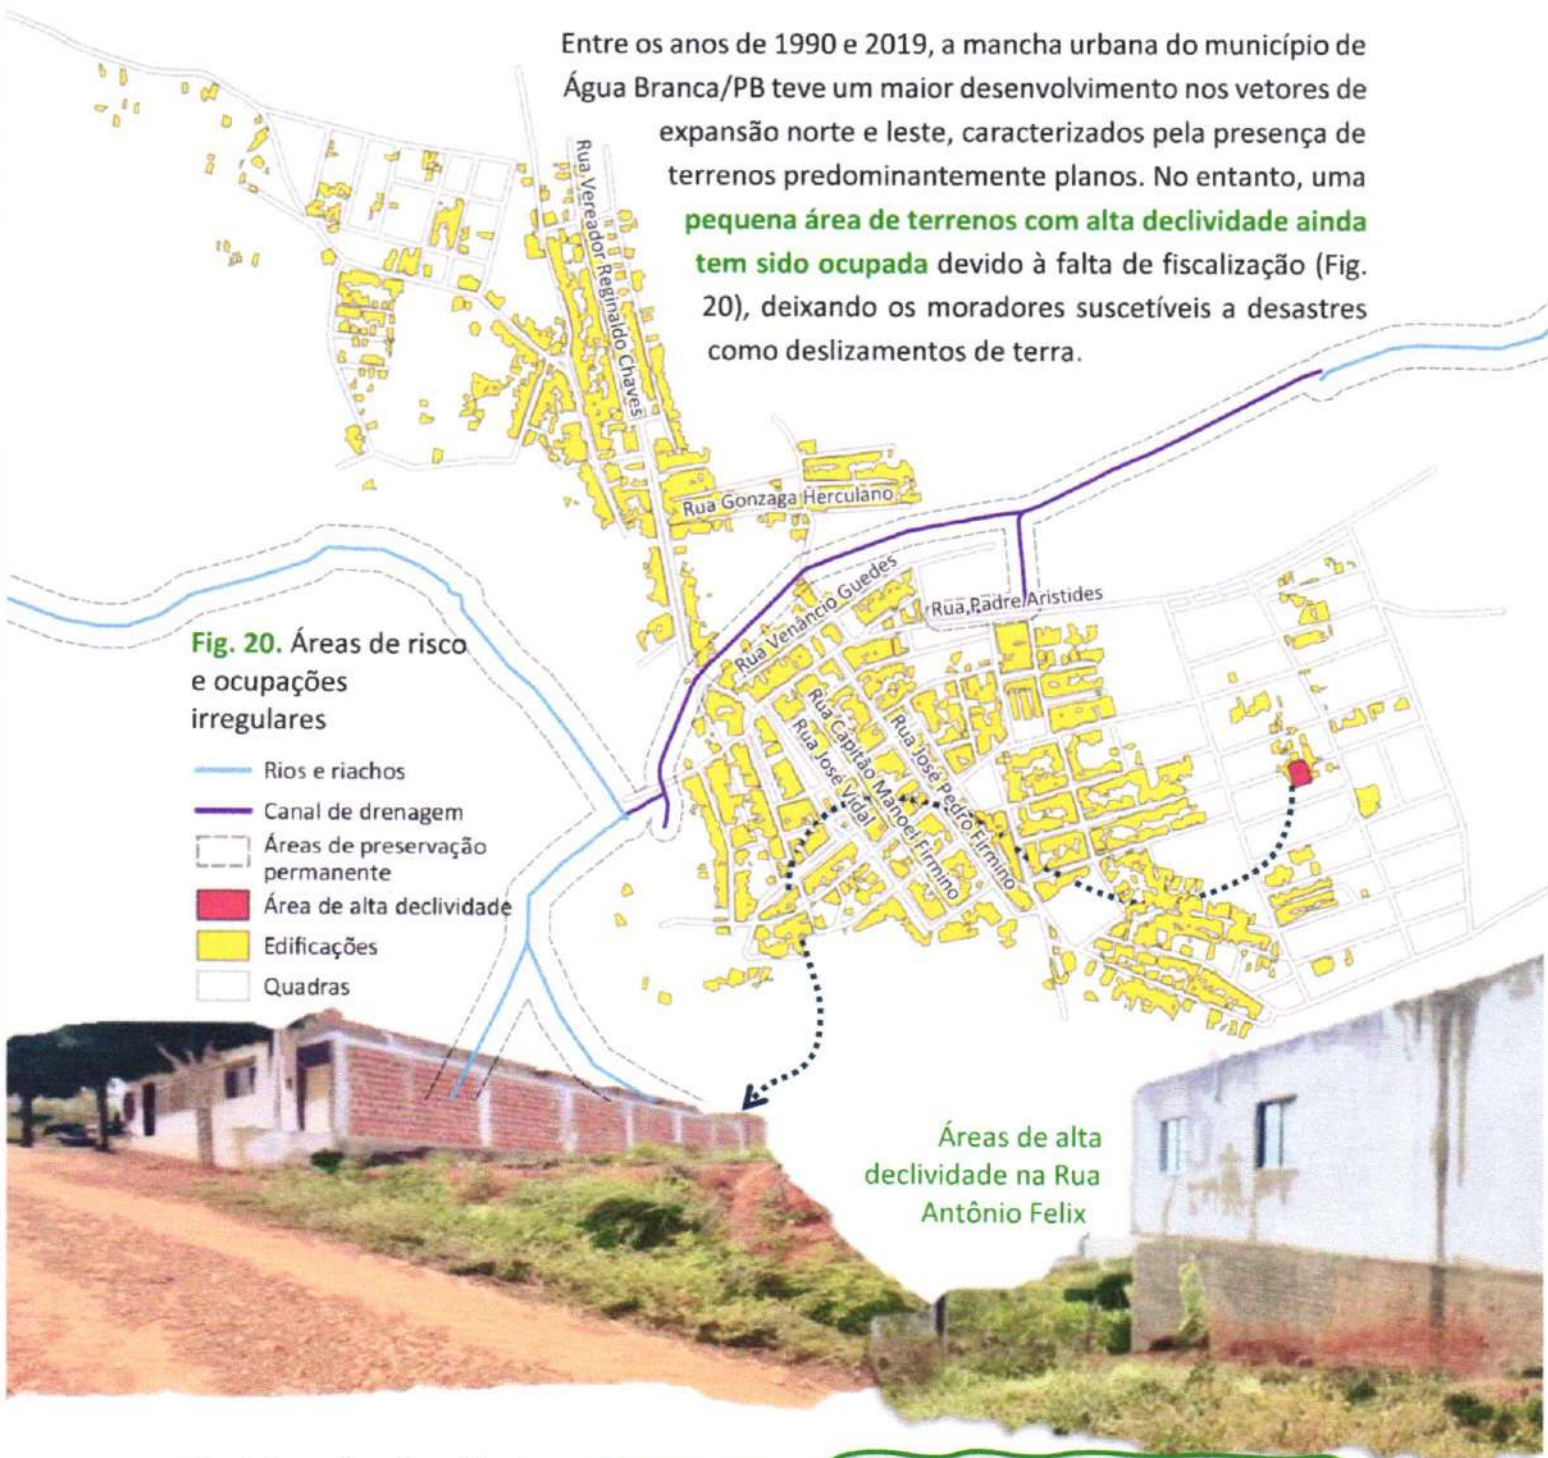 Entre os anos de 1990 e 2019, a mancha urbana do município de
Água Branca/PB teve um maior desenvolvimento nos vetores de
expansão norte e leste, caracterizados pela presença de
terrenos predominantemente planos. No entanto, uma
pequena área de terrenos com alta declividade ainda
tem sido ocupada devido à falta de fiscalização (Fig.
20), deixando os moradores suscetíveis a desastres
como deslizamentos de terra.
Rua Vereador Reginaldo Chaves
Rua Gonzaga Herculano
Rua Venâncio Guedes
Rua Padre Aristides
Rua José Pedro Firmino
Rua Capitão Manoel Firmino
Rua José Vidal
Fig. 20. Áreas de risco
e ocupações
irregulares
Rios e riachos
Canal de drenagem
Áreas de preservação
permanente
Área de alta declividade
Edificações
Quadras
Áreas de alta
declividade na Rua
Antônio Felix